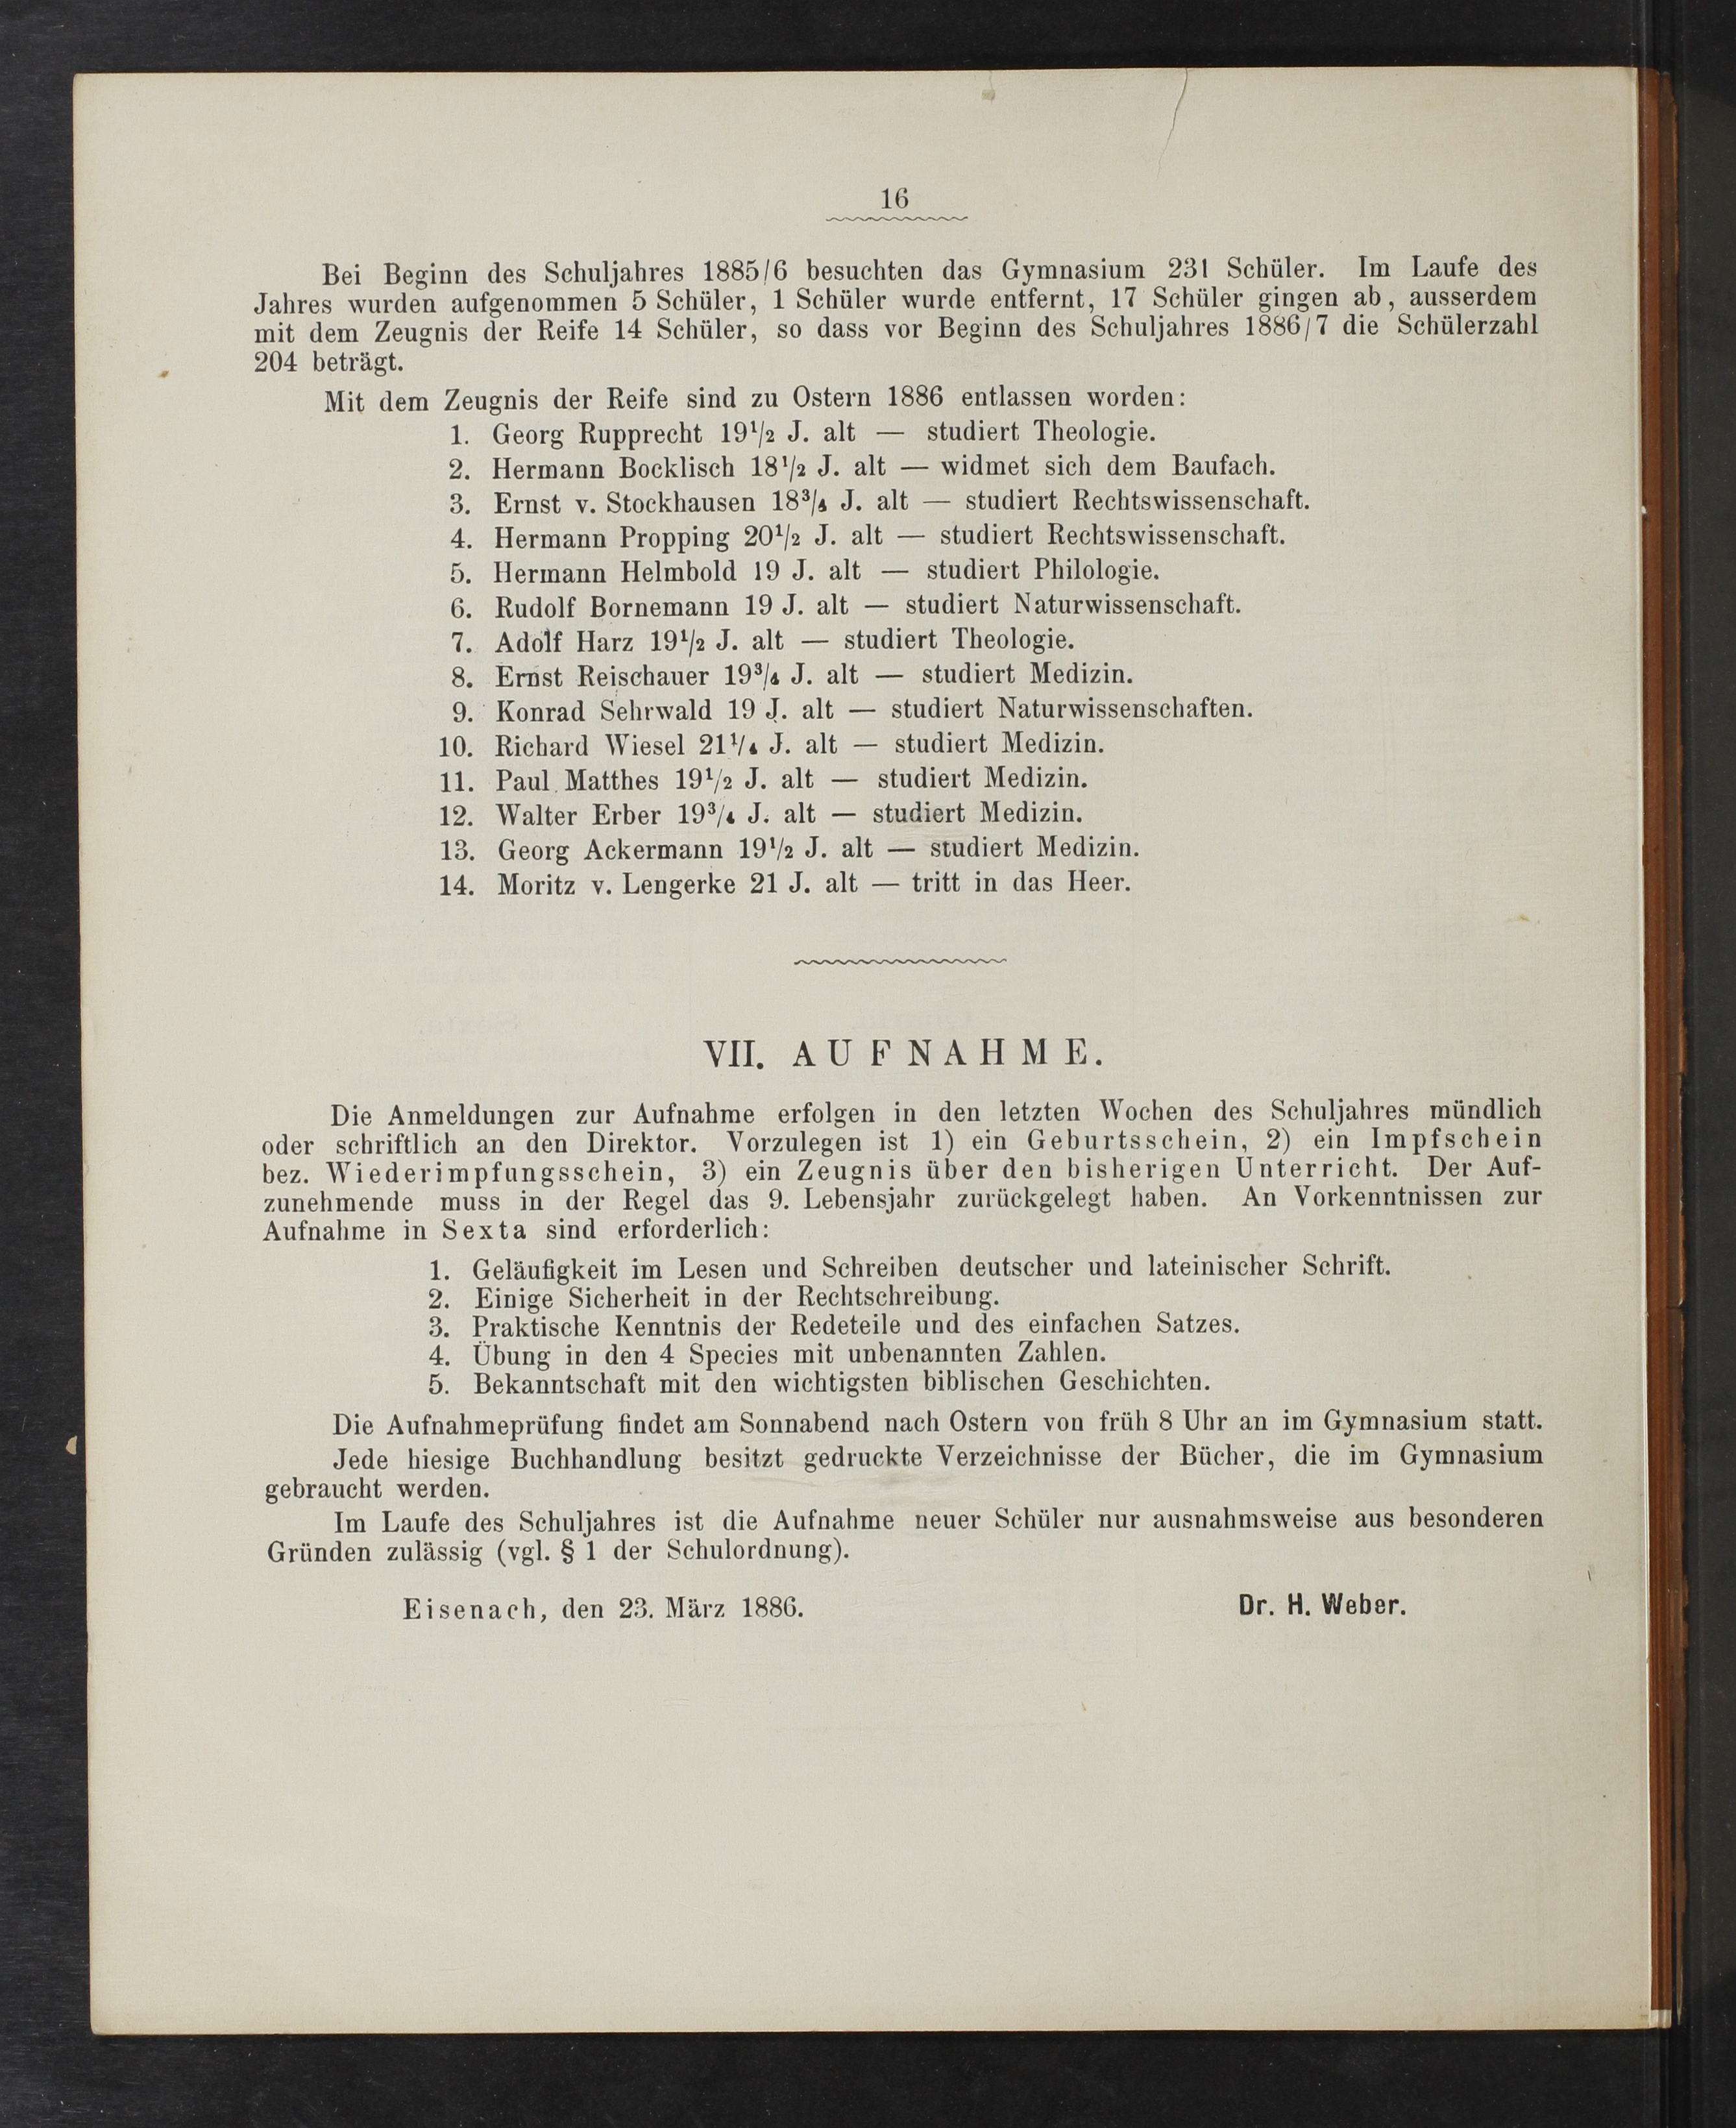 16
Bei Beginn des Schuljahres 1885/6 besuchten das Gymnasium 231 Schüler. Im Laufe des
Jahres wurden aufgenommen 5 Schüler, 1 Schüler wurde entfernt, 17 Schüler gingen ab, ausserdem
mit dem Zeugnis der Reife 14 Schüler, so dass vor Beginn des Schuljahres 1886/7 die Schülerzahl
204 beträgt.
Mit dem Zeugnis der Reife sind zu Ostern 1886 entlassen worden:
1. Georg Rupprecht 19½ J. alt — studiert Theologie.
2. Hermann Bocklisch 18½ J. alt — widmet sich dem Baufach.
3. Ernst v. Stockhausen 18¾ J. alt — studiert Rechtswissenschaft.
4. Hermann Propping 20½ J. alt — studiert Rechtswissenschaft.
5. Hermann Helmbold 19 J. alt — studiert Philologie.
6. Rudolf Bornemann 19 J. alt — studiert Naturwissenschaft.
7. Adolf Harz 19½ J. alt — studiert Theologie.
8. Ernst Reischauer 19¾ J. alt — studiert Medizin.
9. Konrad Sehrwald 19 J. alt — studiert Naturwissenschaften.
10. Richard Wiesel 21¼ J. alt — studiert Medizin.
11. Paul Matthes 19½ J. alt — studiert Medizin.
12. Walter Erber 19¾ J. alt — studiert Medizin.
13. Georg Ackermann 19½ J. alt — studiert Medizin.
14. Moritz v. Lengerke 21 J. alt — tritt in das Heer.
VII. AUFNAHME.
Die Anmeldungen zur Aufnahme erfolgen in den letzten Wochen des Schuljahres mündlich
oder schriftlich an den Direktor. Vorzulegen ist 1) ein Geburtsschein, 2) ein Impfschein
bez. Wiederimpfungsschein, 3) ein Zeugnis über den bisherigen Unterricht. Der Auf-
zunehmende muss in der Regel das 9. Lebensjahr zurückgelegt haben. An Vorkenntnissen zur
Aufnahme in Sexta sind erforderlich:
1. Geläufigkeit im Lesen und Schreiben deutscher und lateinischer Schrift.
2. Einige Sicherheit in der Rechtschreibung.
3. Praktische Kenntnis der Redeteile und des einfachen Satzes.
4. Übung in den 4 Species mit unbenannten Zahlen.
5. Bekanntschaft mit den wichtigsten biblischen Geschichten.
Die Aufnahmeprüfung findet am Sonnabend nach Ostern von früh 8 Uhr an im Gymnasium statt.
Jede hiesige Buchhandlung besitzt gedruckte Verzeichnisse der Bücher, die im Gymnasium
gebraucht werden.
Im Laufe des Schuljahres ist die Aufnahme neuer Schüler nur ausnahmsweise aus besonderen
Gründen zulässig (vgl. § 1 der Schulordnung).
Eisenach, den 23. März 1886. Dr. H. Weber.